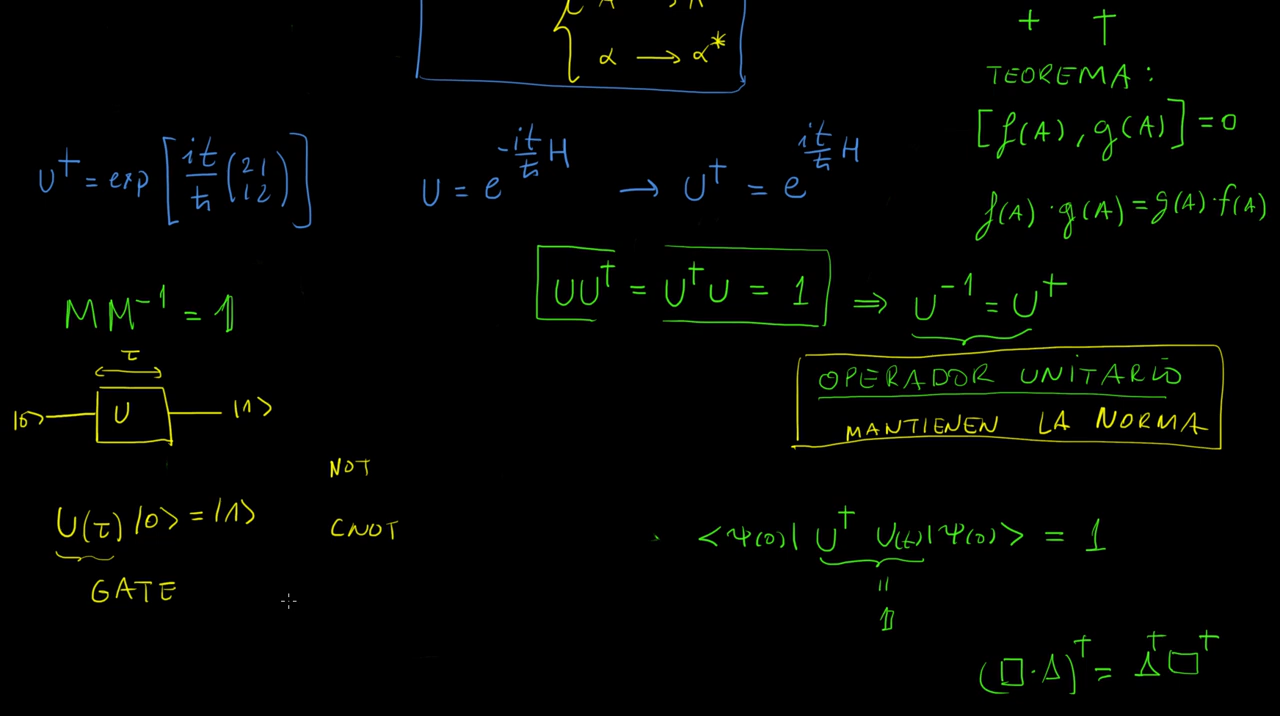 α → α*
+ †
TEOREMA :
[f(A), g(A)] = 0
f(A) · g(A) = g(A) · f(A)
U† = exp [ it/ħ (2 1 1 2) ]
U = e^{-it/ħ H} → U† = e^{it/ħ H}
UU† = U†U = 1 ⇒ U⁻¹ = U†
OPERADOR UNITARIO
MANTIENEN LA NORMA
MM⁻¹ = 𝟙
τ
|0> U |1>
U(τ) |0> = |1>
GATE
NOT
CNOT
<Ψ(0)| U† U(t) |Ψ(0)> = 1
=
𝟙
(□ · Δ)† = Δ† □†